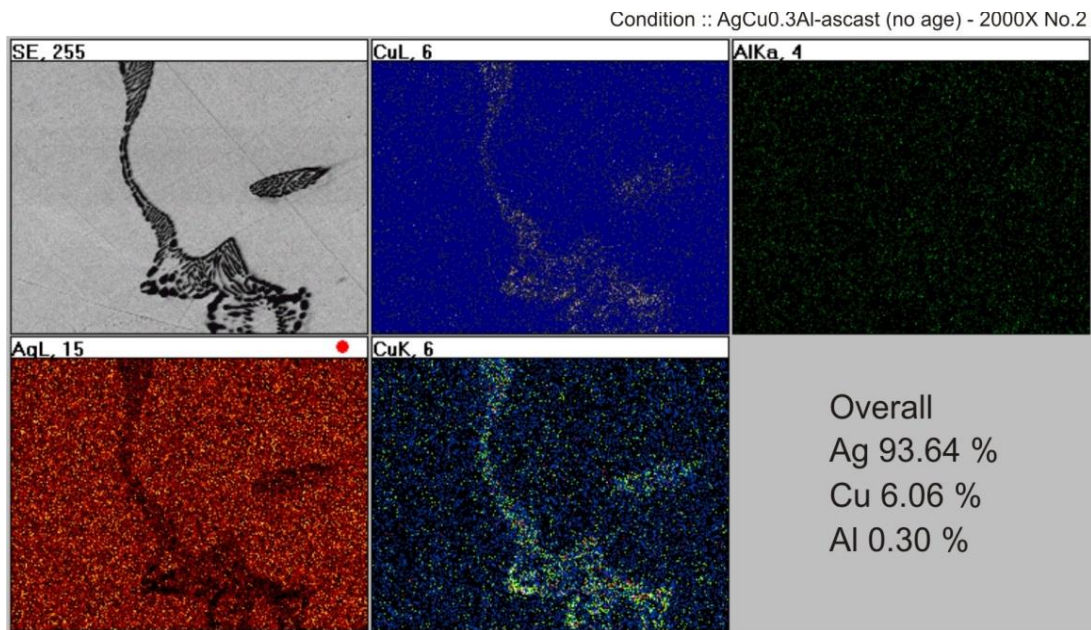 Condition :: AgCu0.3Al-ascast (no age) - 2000X No.2
SE, 255
CuL, 6
AlKa, 4
AgL, 15
CuK, 6
Overall
Ag 93.64 %
Cu 6.06 %
Al 0.30 %